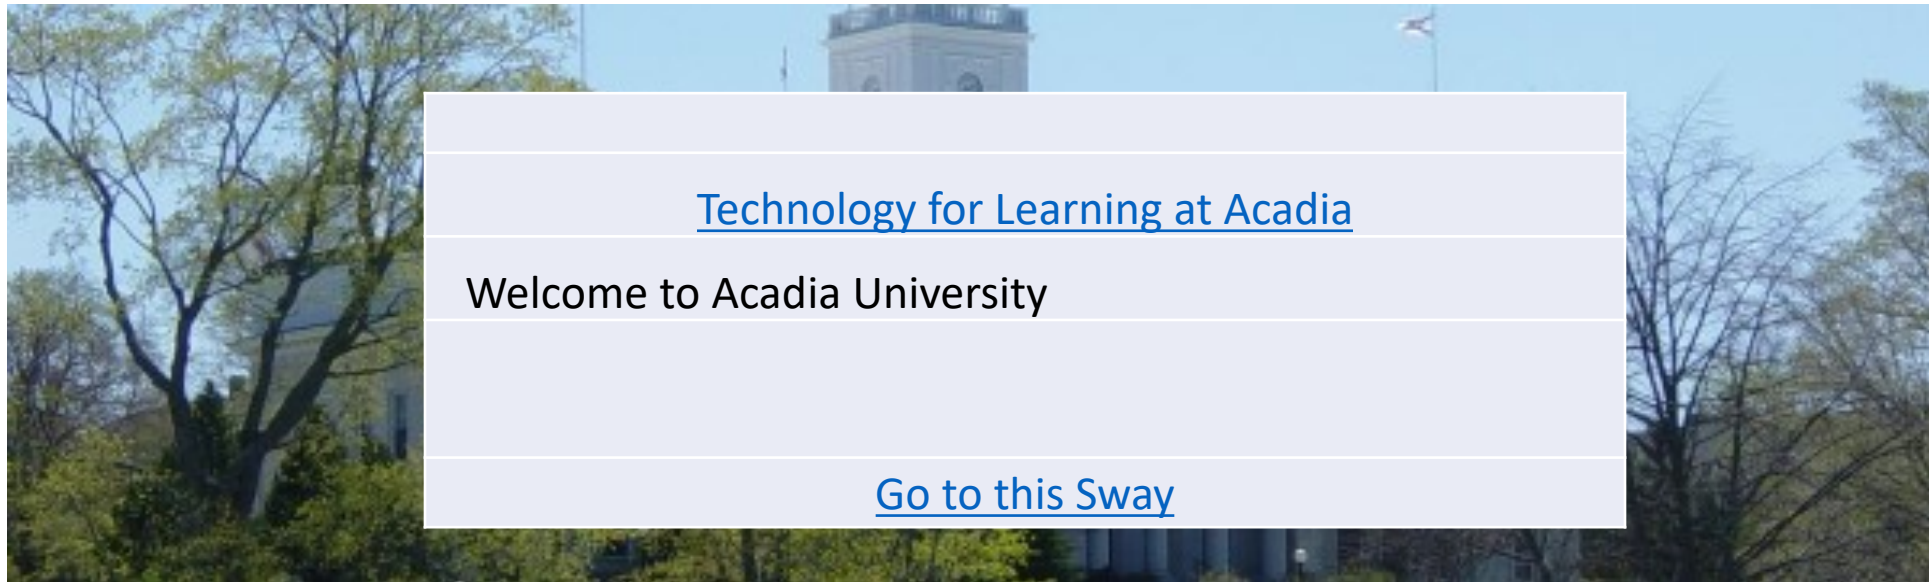 Technology for Learning at Acadia
Welcome to Acadia University
Go to this Sway